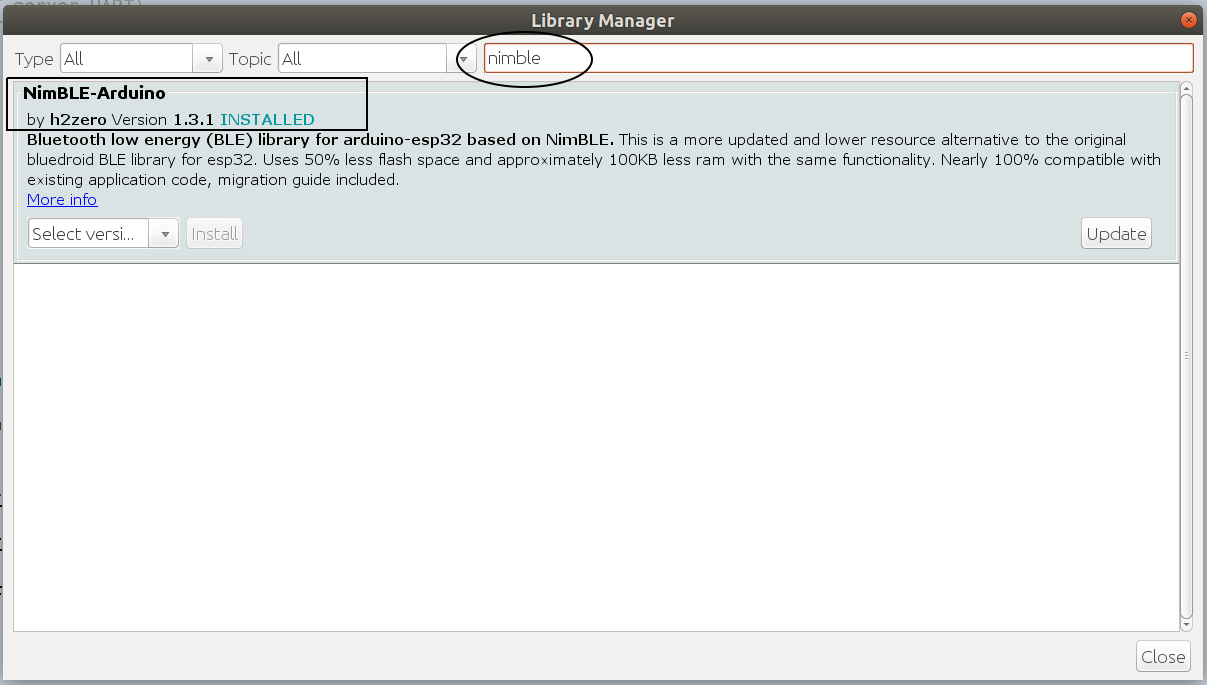 server UART)
Library Manager
Type All Topic All nimble
NimBLE-Arduino
by h2zero Version 1.3.1 INSTALLED
Bluetooth low energy (BLE) library for arduino-esp32 based on NimBLE. This is a more updated and lower resource alternative to the original
bluedroid BLE library for esp32. Uses 50% less flash space and approximately 100KB less ram with the same functionality. Nearly 100% compatible with
existing application code, migration guide included.
More info
Select versi... Install Update
Close